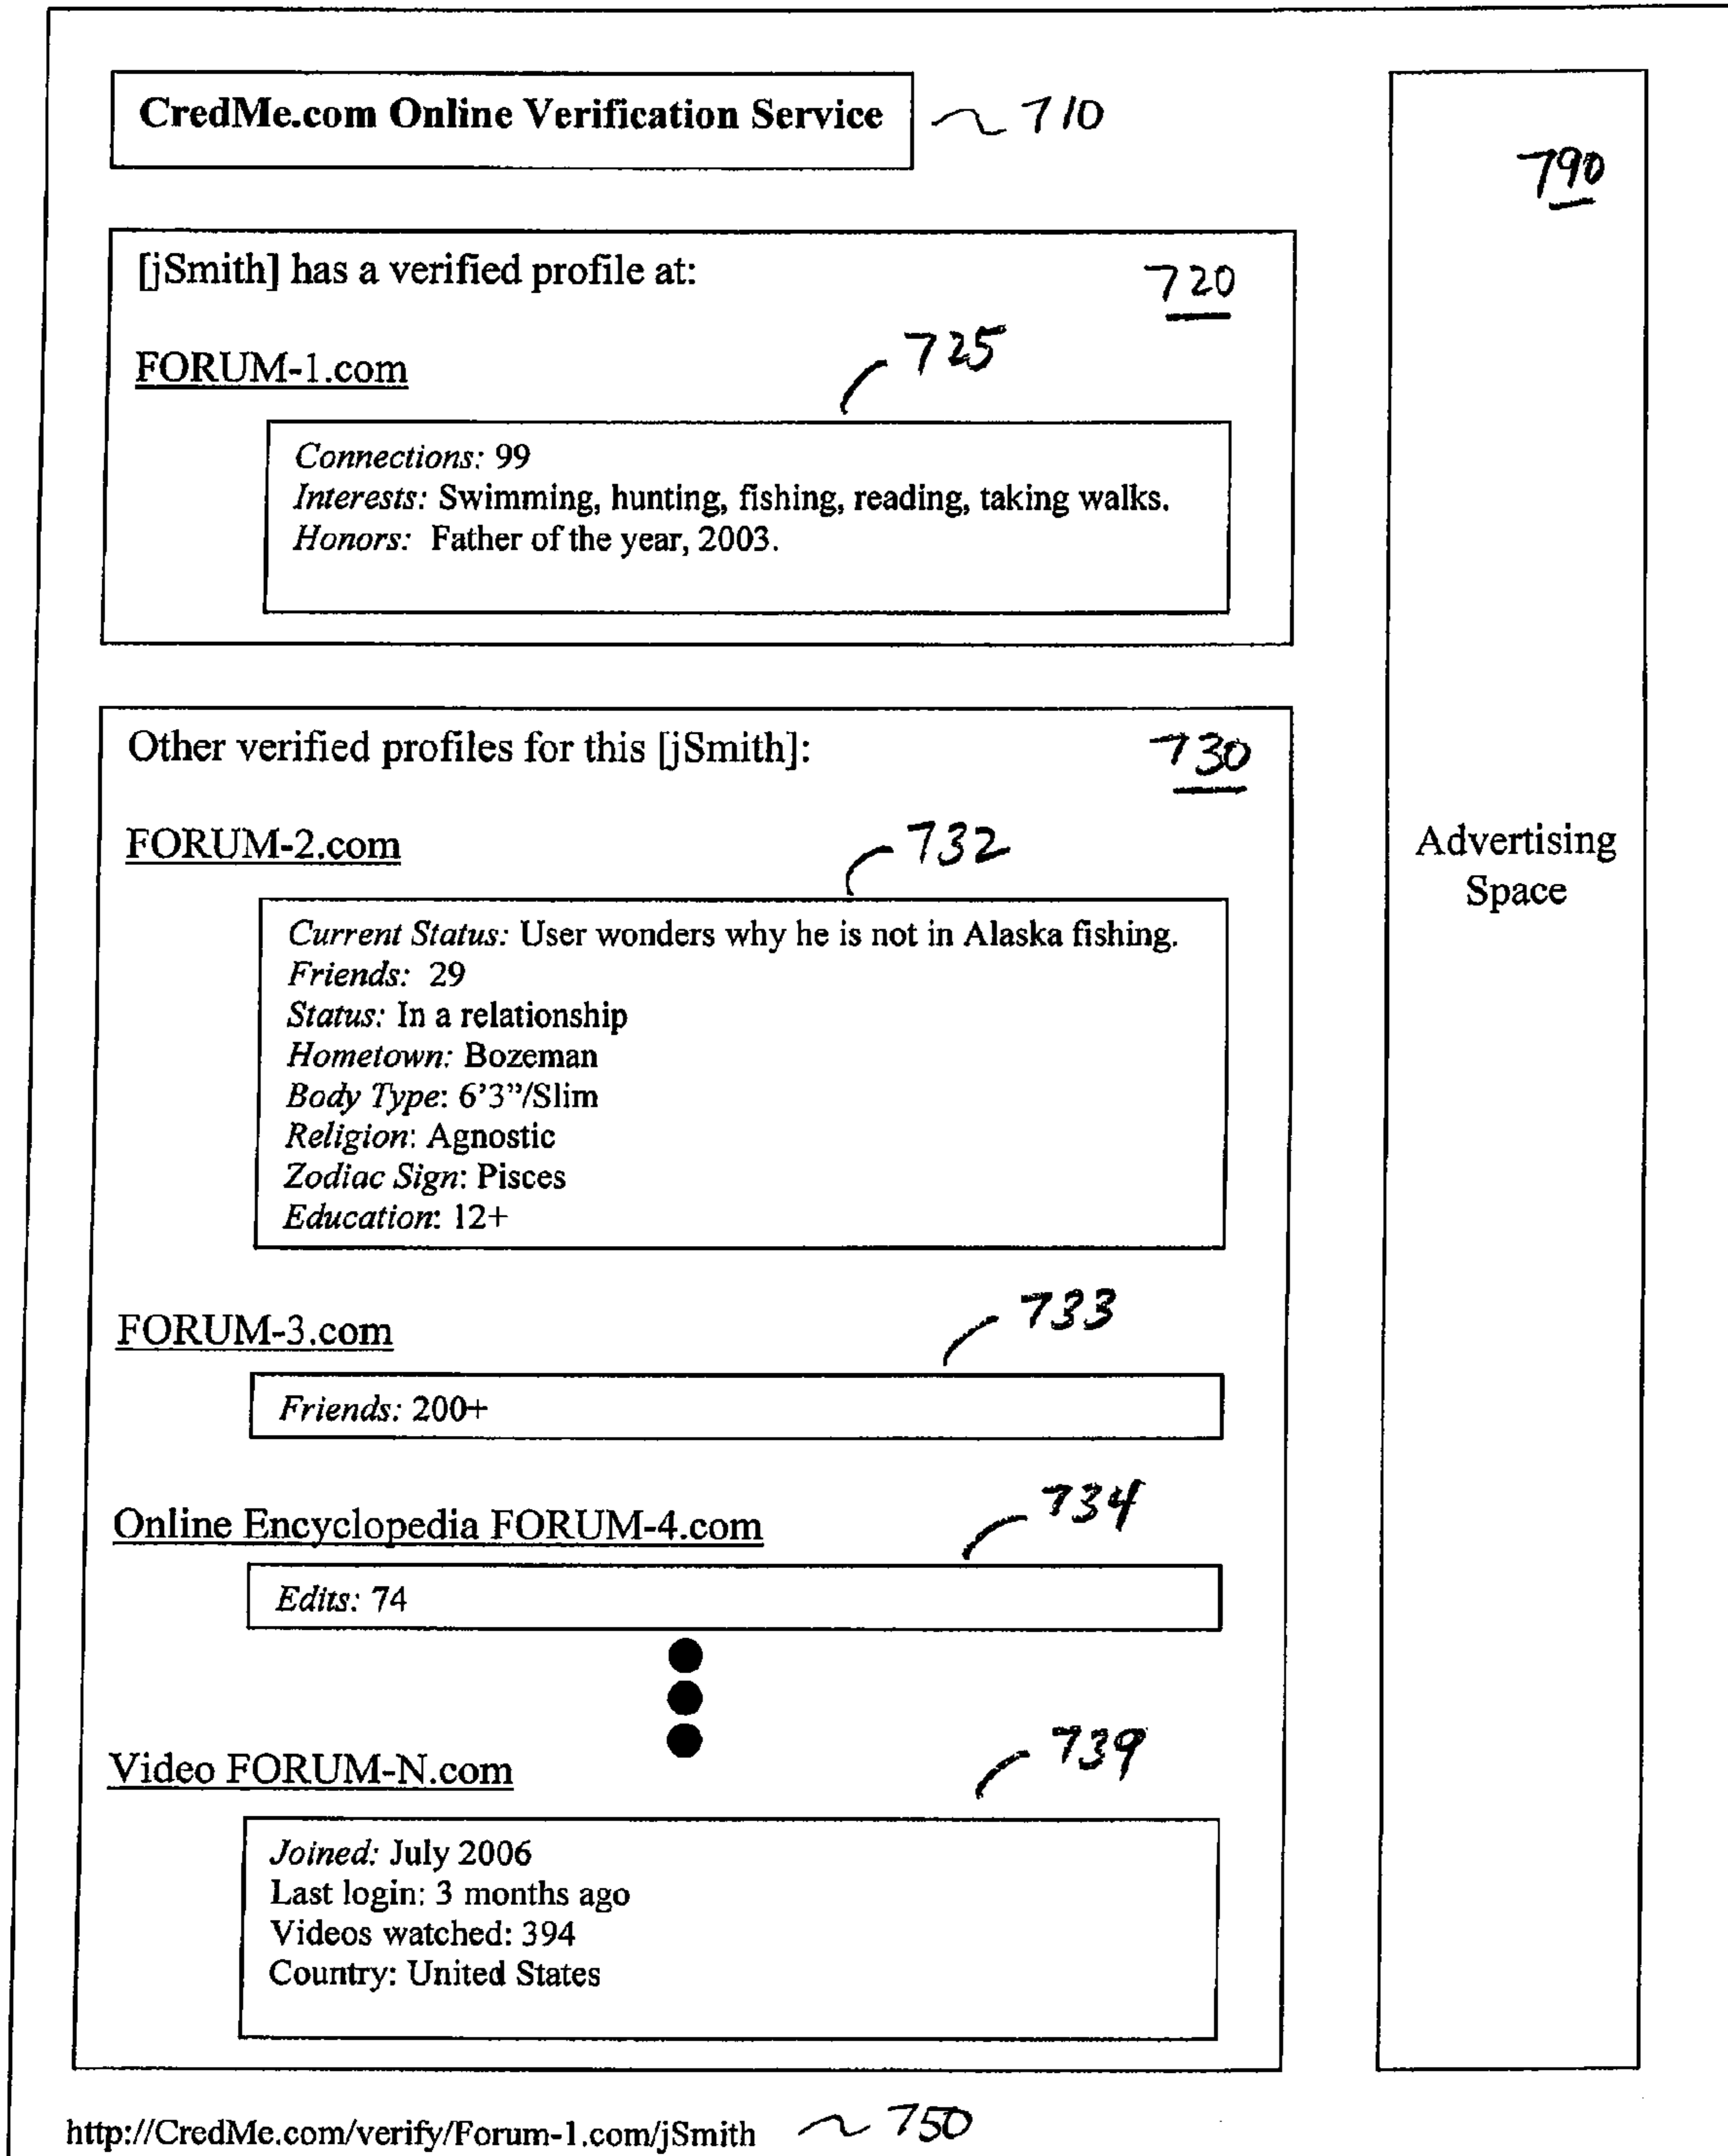 CredMe.com Online Verification Service 710
790
[jSmith] has a verified profile at: 720
725
FORUM-1.com
Connections: 99
Interests: Swimming, hunting, fishing, reading, taking walks.
Honors: Father of the year, 2003.
Other verified profiles for this [jSmith]: 730
FORUM-2.com 732
Advertising
Space
Current Status: User wonders why he is not in Alaska fishing.
Friends: 29
Status: In a relationship
Hometown: Bozeman
Body Type: 6’3”/Slim
Religion: Agnostic
Zodiac Sign: Pisces
Education: 12+
FORUM-3.com 733
Friends: 200+
Online Encyclopedia FORUM-4.com 734
Edits: 74
Video FORUM-N.com 739
Joined: July 2006
Last login: 3 months ago
Videos watched: 394
Country: United States
http://CredMe.com/verify/Forum-1.com/jSmith 750